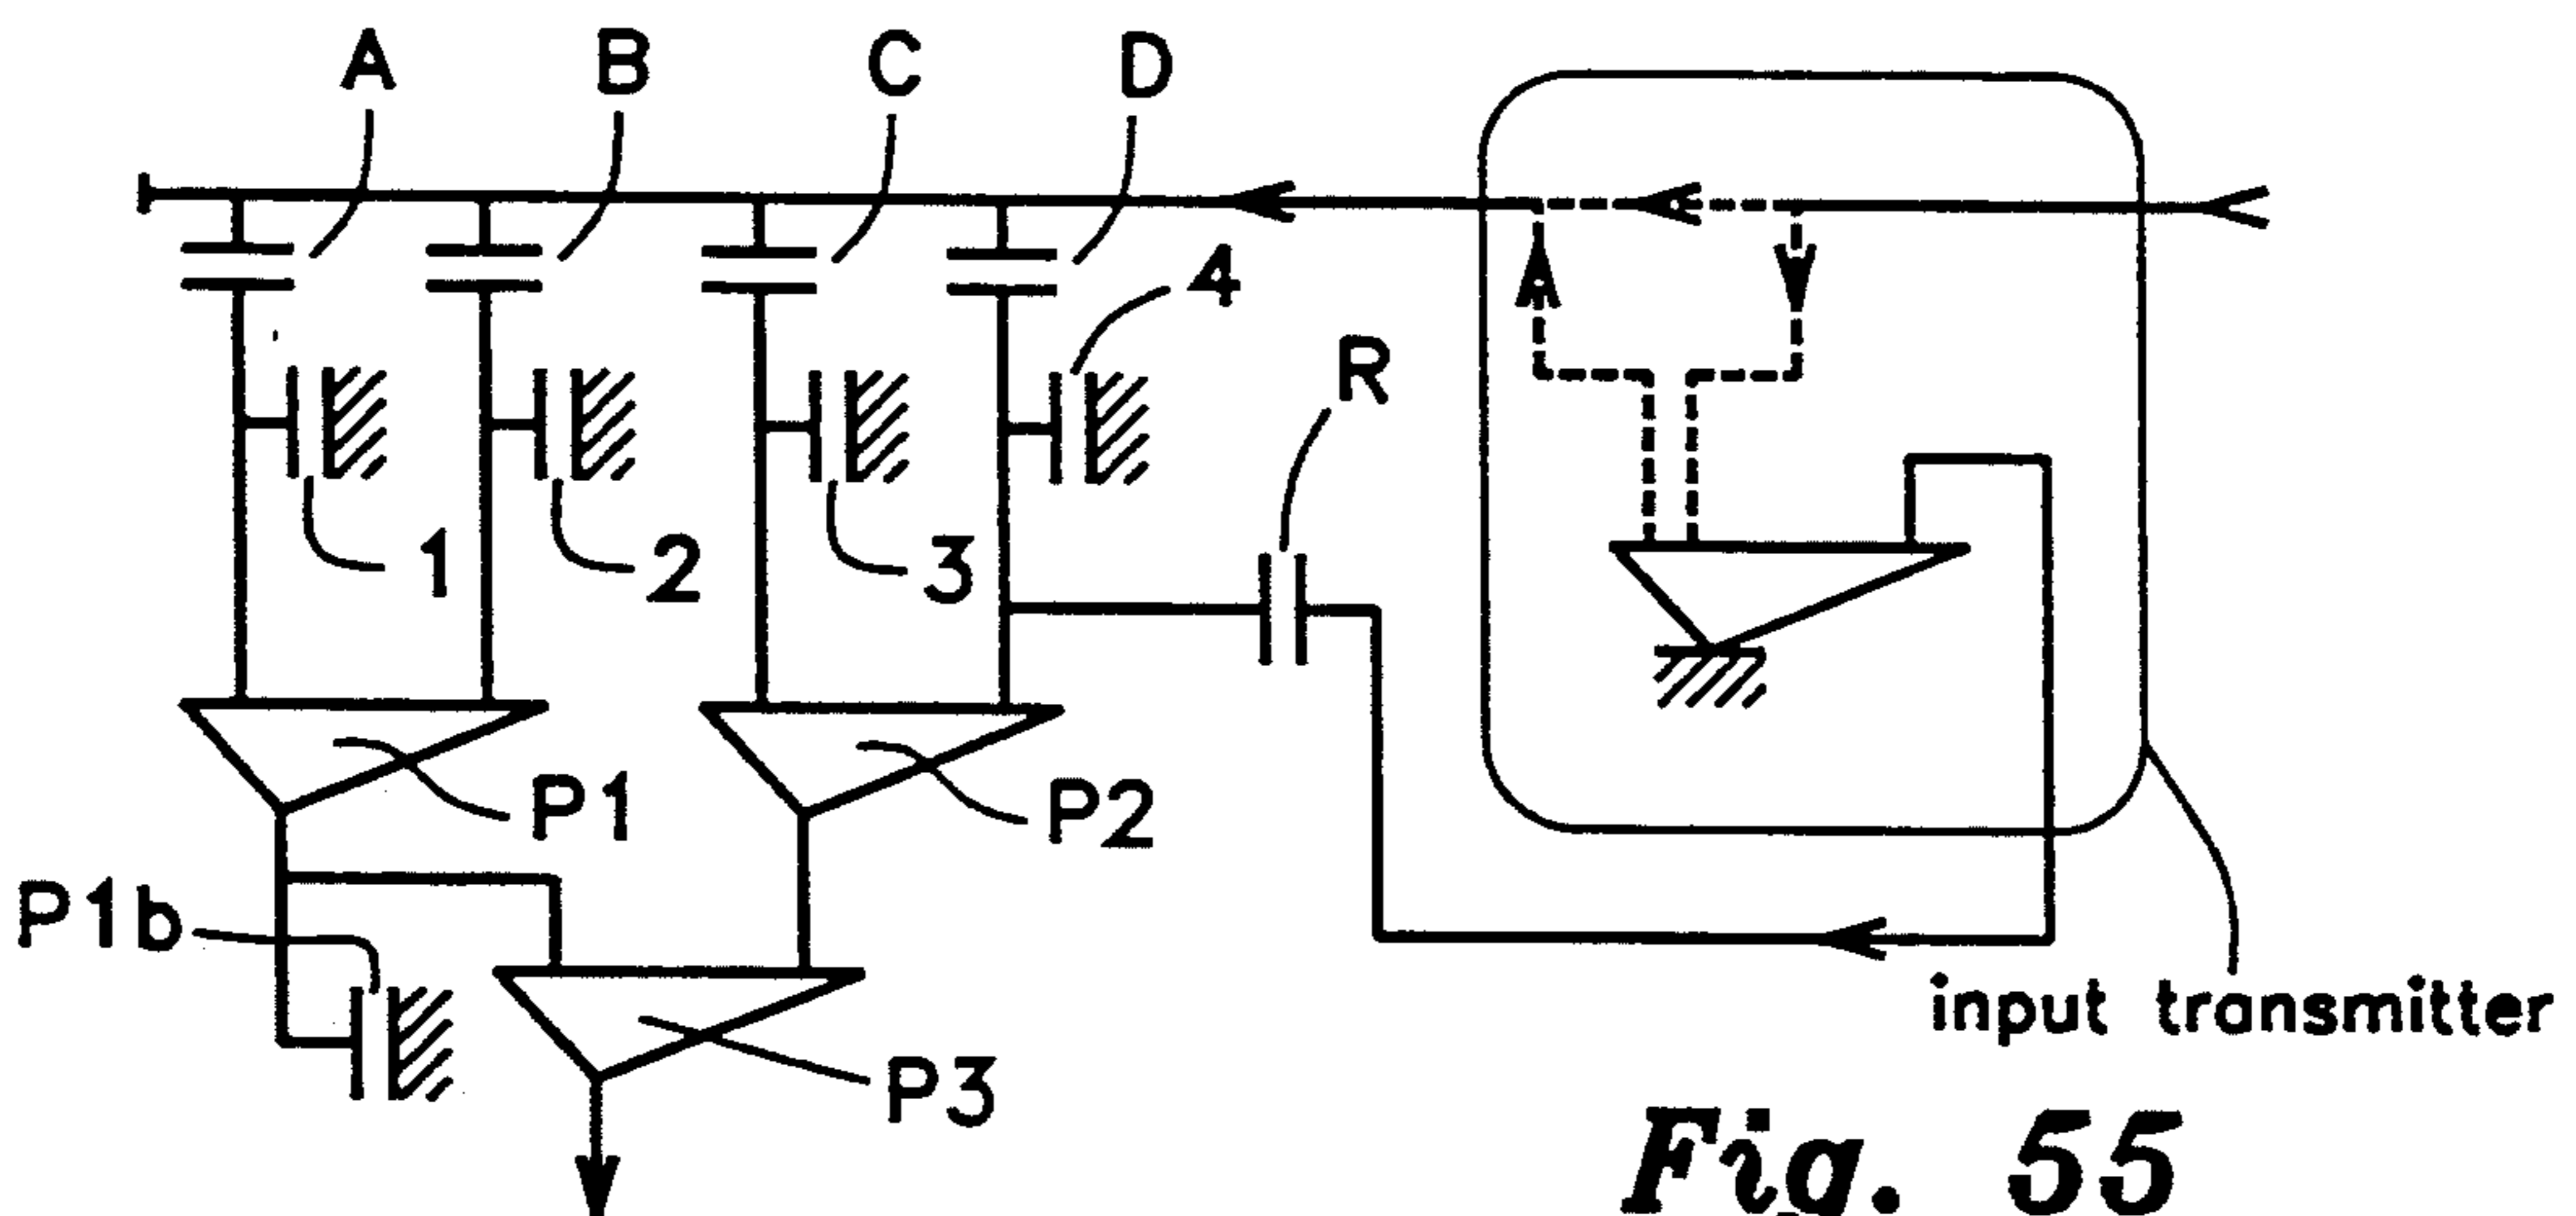 A B C D
4
R
1 2 3
P1 P2
P1b
input transmitter
P3
Fig. 55